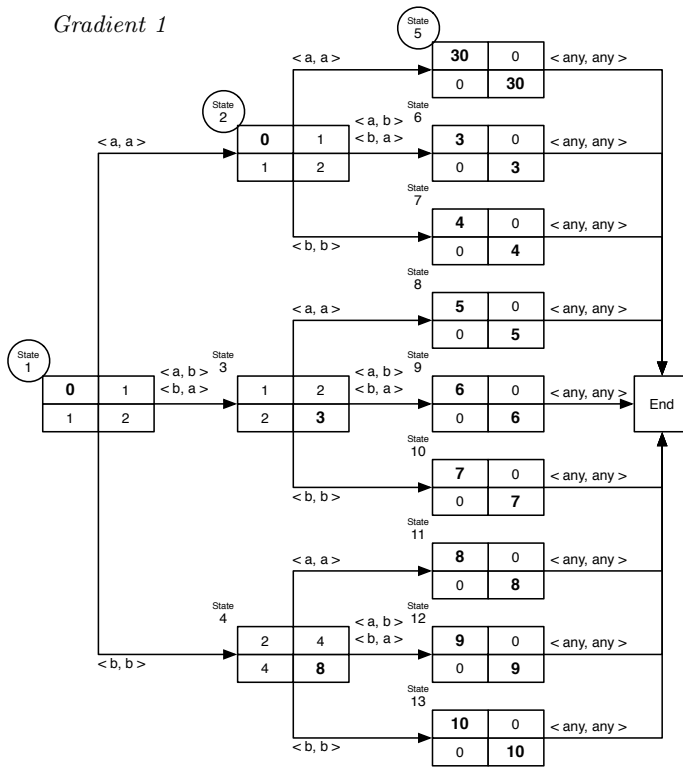 Gradient 1
State
5
< a, a >
30 0
< any, any >
0 30
State
2
< a, a >
0 1
1 2
< a, b >
< b, a >
State
6
3 0
< any, any >
0 3
State
7
< b, b >
4 0
< any, any >
0 4
State
8
< a, a >
5 0
< any, any >
0 5
State
1
0 1
1 2
< a, b >
< b, a >
State
3
1 2
2 3
< a, b >
< b, a >
State
9
6 0
< any, any >
0 6
End
State
10
< b, b >
7 0
< any, any >
0 7
State
11
< a, a >
8 0
< any, any >
0 8
State
4
< b, b >
2 4
4 8
< a, b >
< b, a >
State
12
9 0
< any, any >
0 9
State
13
< b, b >
10 0
< any, any >
0 10